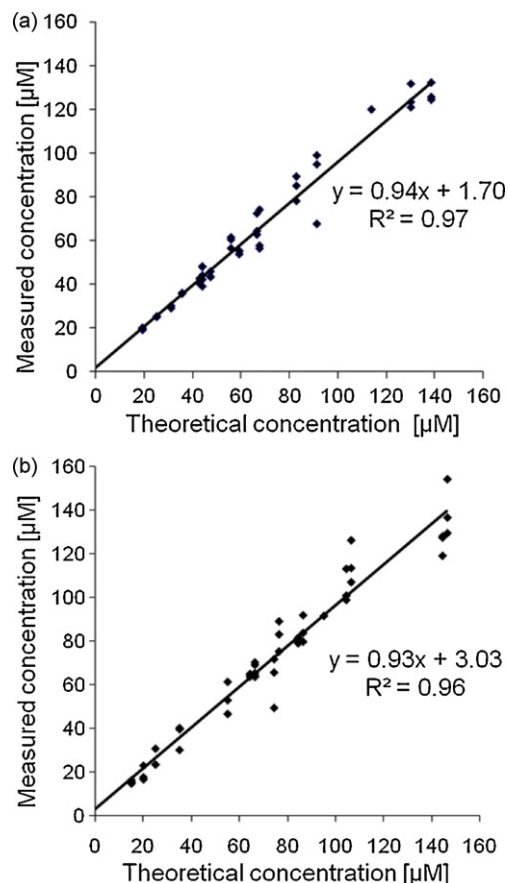 (a)
160
140
120
100
80
60
40
20
0
Measured concentration [µM]
y = 0.94x + 1.70
R² = 0.97
0 20 40 60 80 100 120 140 160
Theoretical concentration [µM]
(b)
160
140
120
100
80
60
40
20
0
Measured concentration [µM]
y = 0.93x + 3.03
R² = 0.96
0 20 40 60 80 100 120 140 160
Theoretical concentration [µM]